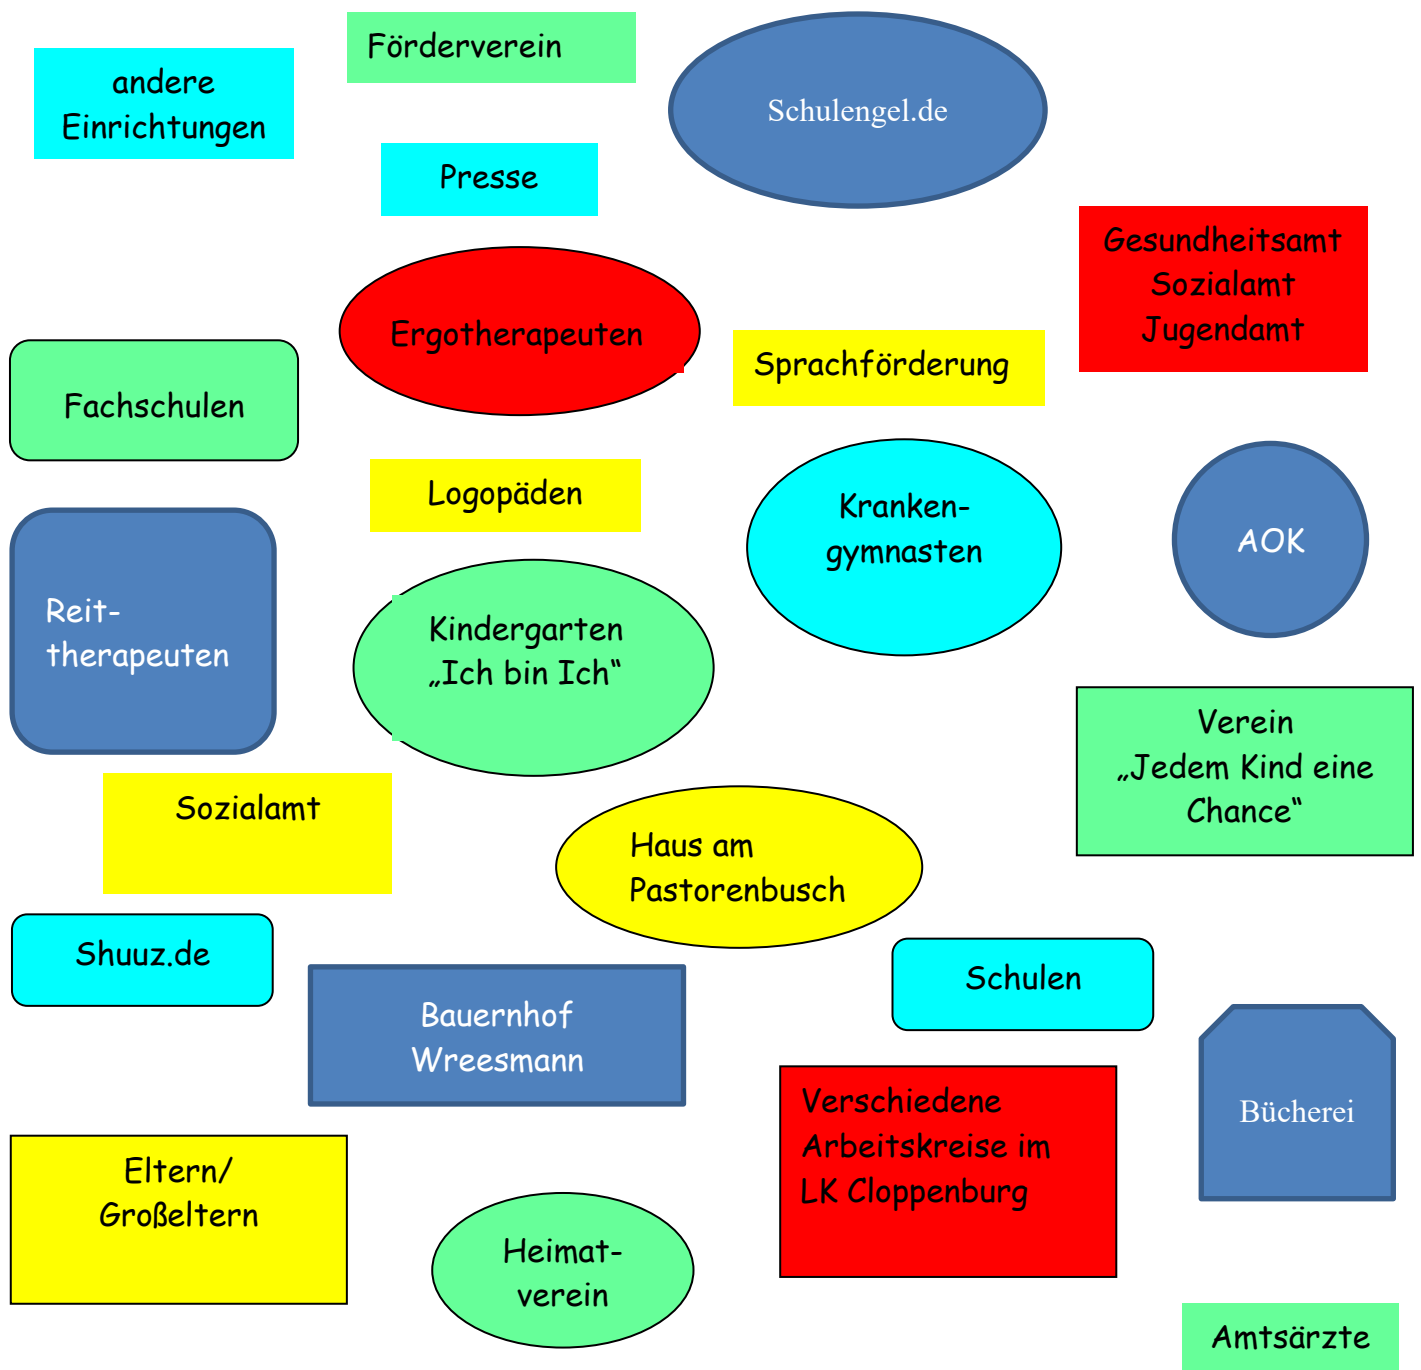 Förderverein
andere
Einrichtungen
Schulengel.de
Presse
Gesundheitsamt
Sozialamt
Jugendamt
Ergotherapeuten
Sprachförderung
Fachschulen
Logopäden
Kranken-
gymnasten
AOK
Reit-
therapeuten
Kindergarten
„Ich bin Ich“
Verein
„Jedem Kind eine
Chance“
Sozialamt
Haus am
Pastorenbusch
Shuuz.de
Schulen
Bauernhof
Wreesmann
Verschiedene
Arbeitskreise im
LK Cloppenburg
Bücherei
Eltern/
Großeltern
Heimat-
verein
Amtsärzte